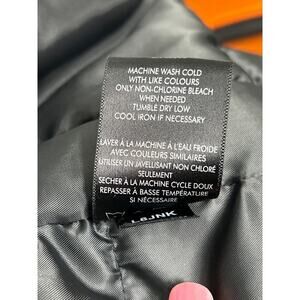 MACHINE WASH COLD
WITH LIKE COLOURS
ONLY NON-CHLORINE BLEACH
WHEN NEEDED
TUMBLE DRY LOW
COOL IRON IF NECESSARY
LAVER À LA MACHINE À L'EAU FROIDE
AVEC COULEURS SIMILAIRES
UTILISER UN JAVELLISANT NON CHLORÉ
SEULEMENT
SÉCHER À LA MACHINE CYCLE DOUX
REPASSER À BASSE TEMPÉRATURE
SI NÉCESSAIRE